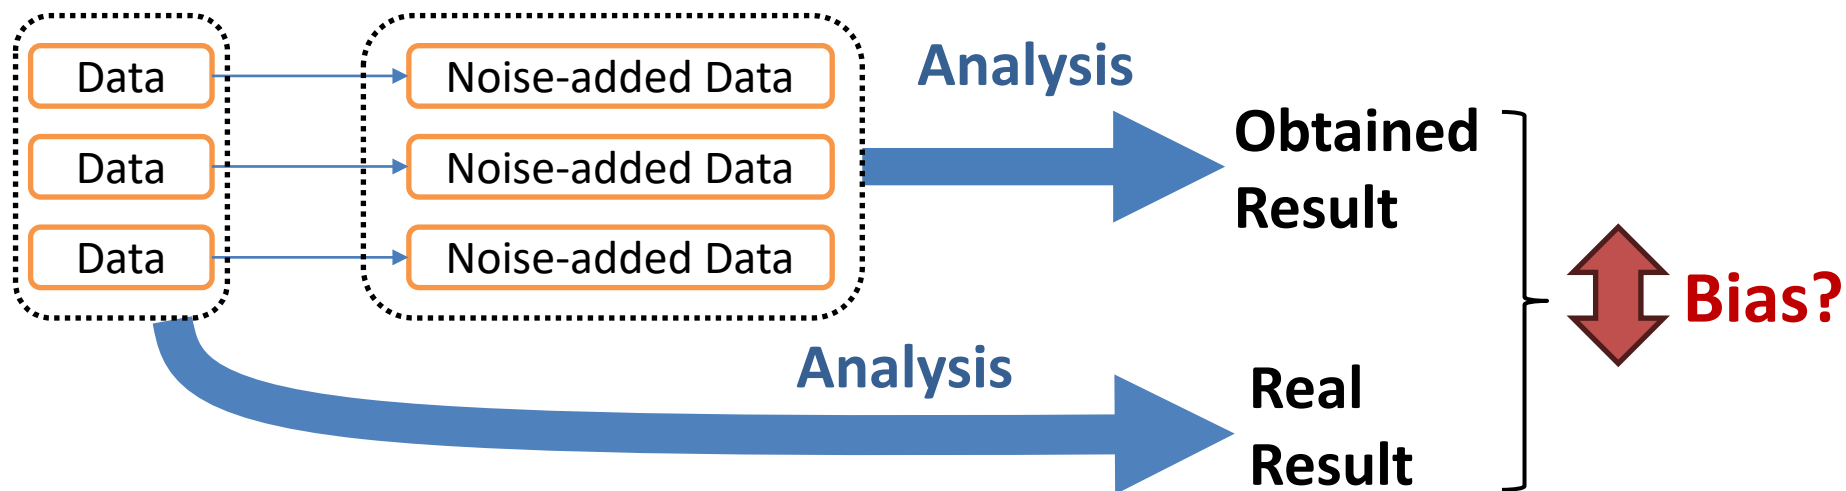 Data
Noise-added Data
Data
Noise-added Data
Data
Noise-added Data
Analysis
Obtained
Result
Analysis
Real
Result
Bias?